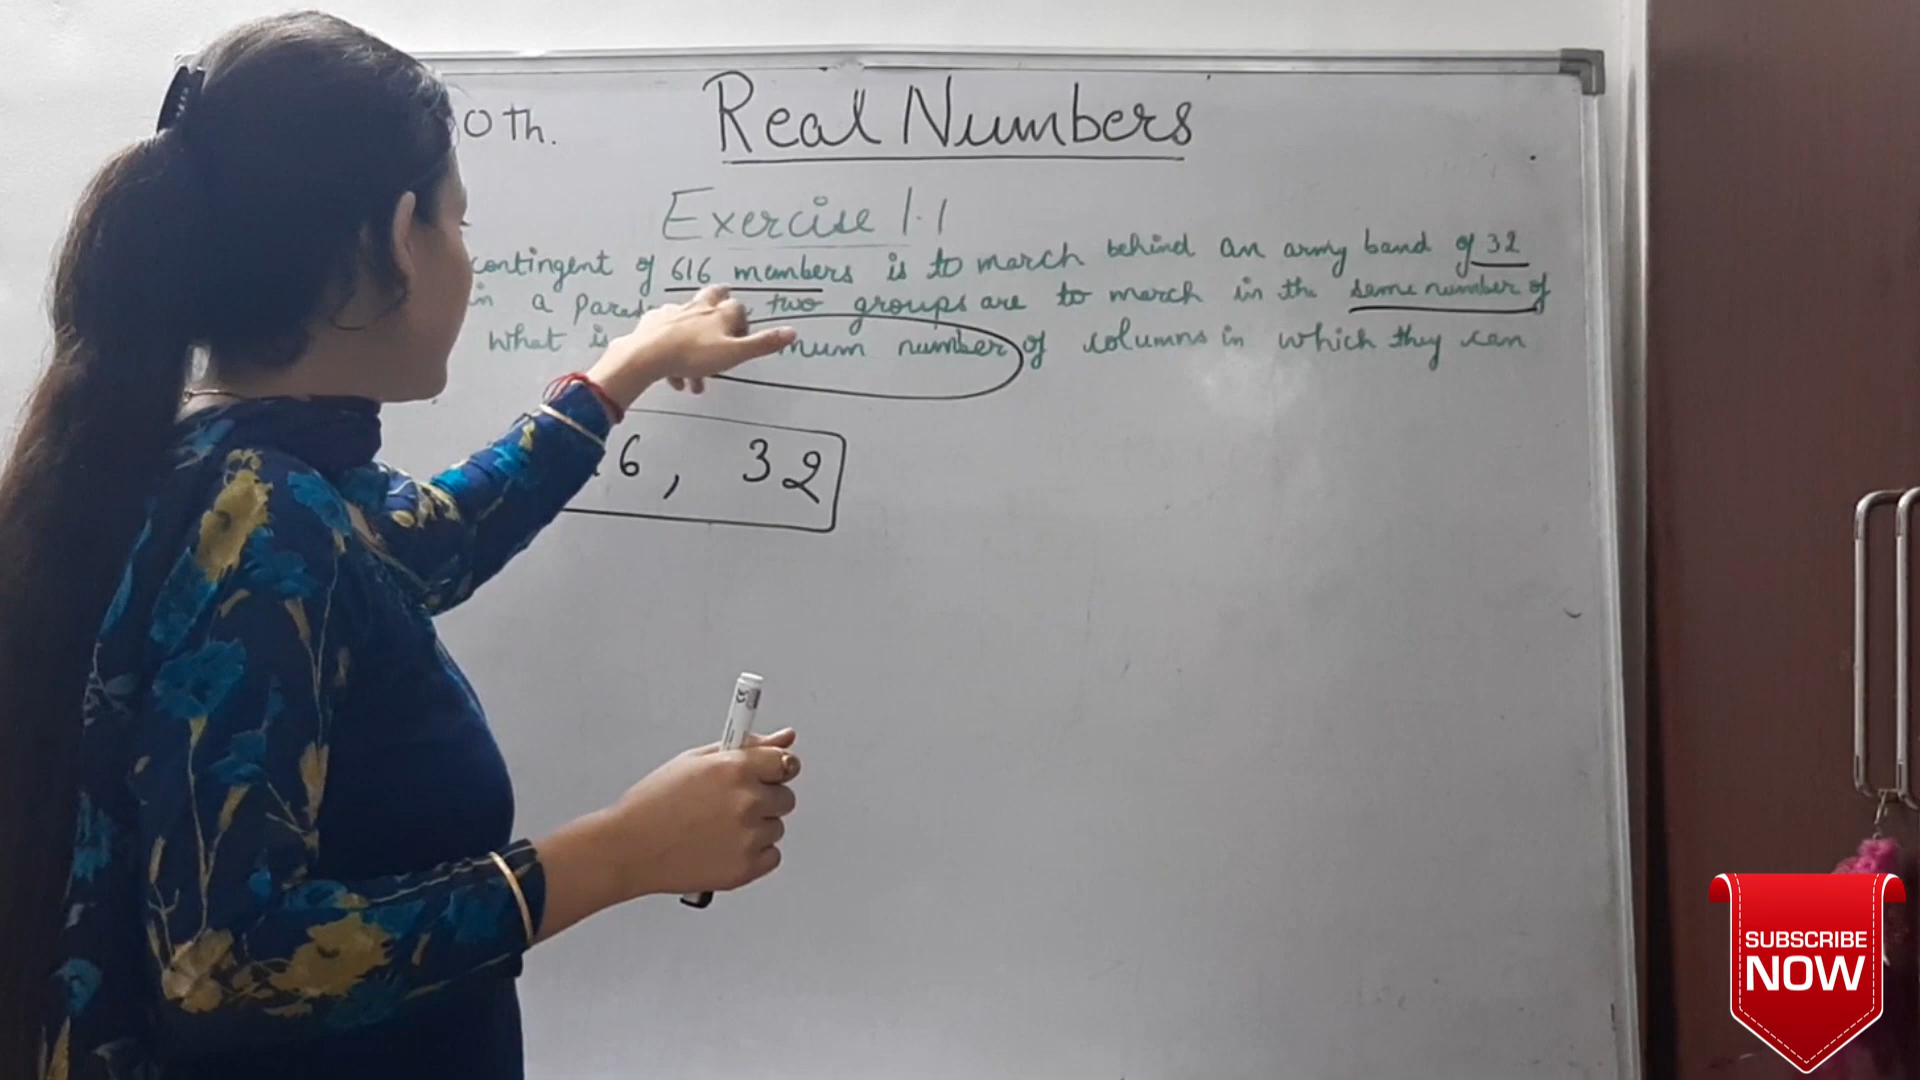 0th.
Real Numbers
Exercise 1.1
contingent of 616 members is to march behind an army band of 32
in a two groups are to march in the same number of
What is number of columns in which they can
6, 32
SUBSCRIBE
NOW